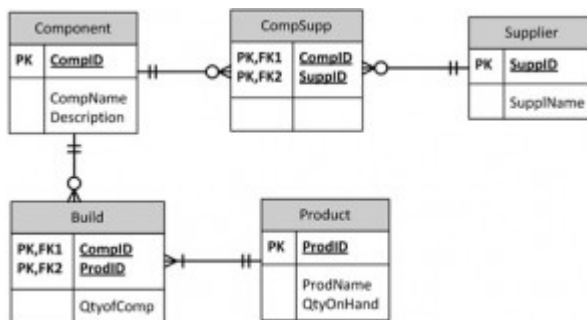 Component
PK CompID
CompName
Description
CompSupp
PK,FK1 CompID
PK,FK2 SuppID
Supplier
PK SuppID
SupplName
Build
PK,FK1 CompID
PK,FK2 ProdID
QtyofComp
Product
PK ProdID
ProdName
QtyOnHand